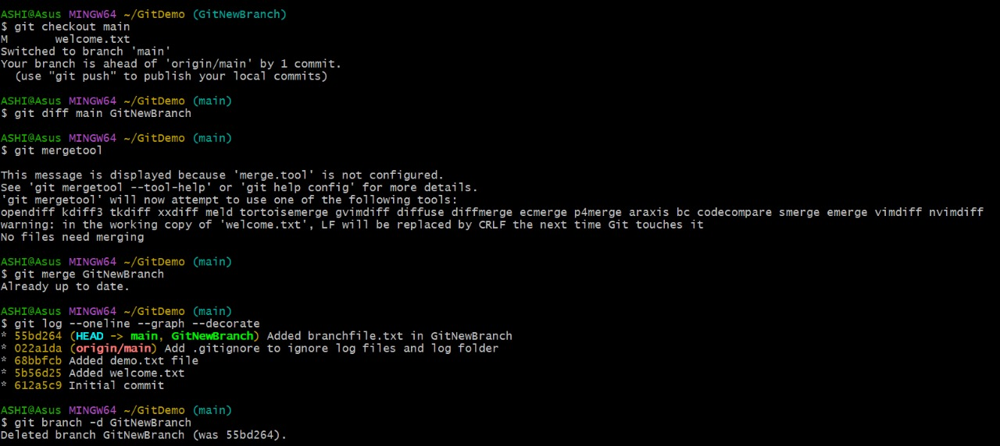 ASHI@Asus MINGW64 ~/GitDemo (GitNewBranch)
$ git checkout main
M       welcome.txt
Switched to branch 'main'
Your branch is ahead of 'origin/main' by 1 commit.
  (use "git push" to publish your local commits)
ASHI@Asus MINGW64 ~/GitDemo (main)
$ git diff main GitNewBranch
ASHI@Asus MINGW64 ~/GitDemo (main)
$ git mergetool
This message is displayed because 'merge.tool' is not configured.
See 'git mergetool --tool-help' or 'git help config' for more details.
'git mergetool' will now attempt to use one of the following tools:
opendiff kdiff3 tkdiff xxdiff meld tortoisemerge gvimdiff diffuse diffmerge ecmerge p4merge araxis bc codecompare smerge emerge vimdiff nvimdiff
warning: in the working copy of 'welcome.txt', LF will be replaced by CRLF the next time Git touches it
No files need merging
ASHI@Asus MINGW64 ~/GitDemo (main)
$ git merge GitNewBranch
Already up to date.
ASHI@Asus MINGW64 ~/GitDemo (main)
$ git log --oneline --graph --decorate
* 55bd264 (HEAD -> main, GitNewBranch) Added branchfile.txt in GitNewBranch
* 022a1da (origin/main) Add .gitignore to ignore log files and log folder
* 68bbfcb Added demo.txt file
* 5b56d25 Added welcome.txt
* 612a5c9 Initial commit
ASHI@Asus MINGW64 ~/GitDemo (main)
$ git branch -d GitNewBranch
Deleted branch GitNewBranch (was 55bd264).